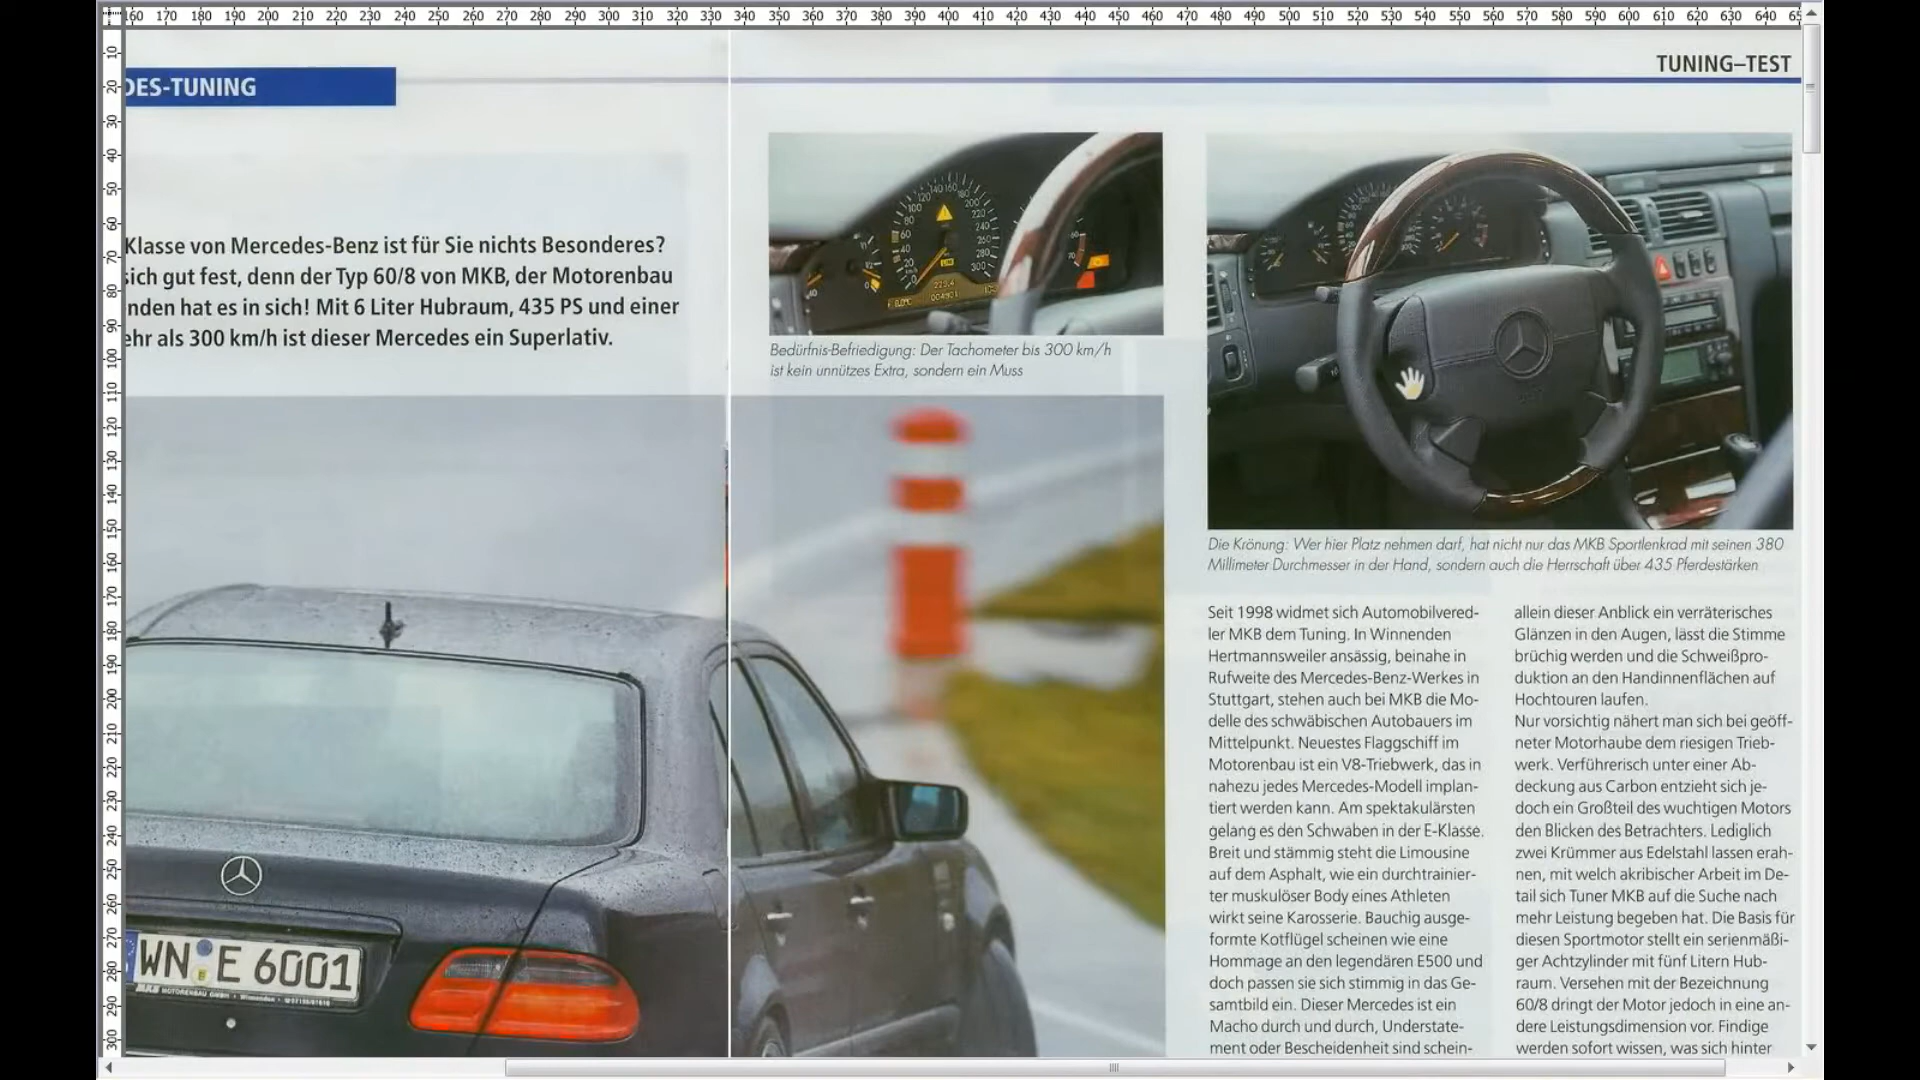 DES-TUNING
TUNING–TEST
Klasse von Mercedes-Benz ist für Sie nichts Besonderes?
sich gut fest, denn der Typ 60/8 von MKB, der Motorenbau
nden hat es in sich! Mit 6 Liter Hubraum, 435 PS und einer
ehr als 300 km/h ist dieser Mercedes ein Superlativ.
Bedürfnis-Befriedigung: Der Tachometer bis 300 km/h
ist kein unnützes Extra, sondern ein Muss
Die Krönung: Wer hier Platz nehmen darf, hat nicht nur das MKB Sportlenkrad mit seinen 380
Millimeter Durchmesser in der Hand, sondern auch die Herrschaft über 435 Pferdestärken
WN E 6001
MKB MOTORENBAU GMBH • Winnenden •
Seit 1998 widmet sich Automobilvered-
ler MKB dem Tuning. In Winnenden
Hertmannsweiler ansässig, beinahe in
Rufweite des Mercedes-Benz-Werkes in
Stuttgart, stehen auch bei MKB die Mo-
delle des schwäbischen Autobauers im
Mittelpunkt. Neuestes Flaggschiff im
Motorenbau ist ein V8-Triebwerk, das in
nahezu jedes Mercedes-Modell implan-
tiert werden kann. Am spektakulärsten
gelang es den Schwaben in der E-Klasse.
Breit und stämmig steht die Limousine
auf dem Asphalt, wie ein durchtrainier-
ter muskulöser Body eines Athleten
wirkt seine Karosserie. Bauchig ausge-
formte Kotflügel scheinen wie eine
Hommage an den legendären E500 und
doch passen sie sich stimmig in das Ge-
samtbild ein. Dieser Mercedes ist ein
Macho durch und durch, Understate-
ment oder Bescheidenheit sind schein-
allein dieser Anblick ein verräterisches
Glänzen in den Augen, lässt die Stimme
brüchig werden und die Schweißpro-
duktion an den Handinnenflächen auf
Hochtouren laufen.
Nur vorsichtig nähert man sich bei geöff-
neter Motorhaube dem riesigen Trieb-
werk. Verführerisch unter einer Ab-
deckung aus Carbon entzieht sich je-
doch ein Großteil des wuchtigen Motors
den Blicken des Betrachters. Lediglich
zwei Krümmer aus Edelstahl lassen erah-
nen, mit welch akribischer Arbeit im De-
tail sich Tuner MKB auf die Suche nach
mehr Leistung begeben hat. Die Basis für
diesen Sportmotor stellt ein serienmäßi-
ger Achtzylinder mit fünf Litern Hub-
raum. Versehen mit der Bezeichnung
60/8 dringt der Motor jedoch in eine an-
dere Leistungsdimension vor. Findige
werden sofort wissen, was sich hinter